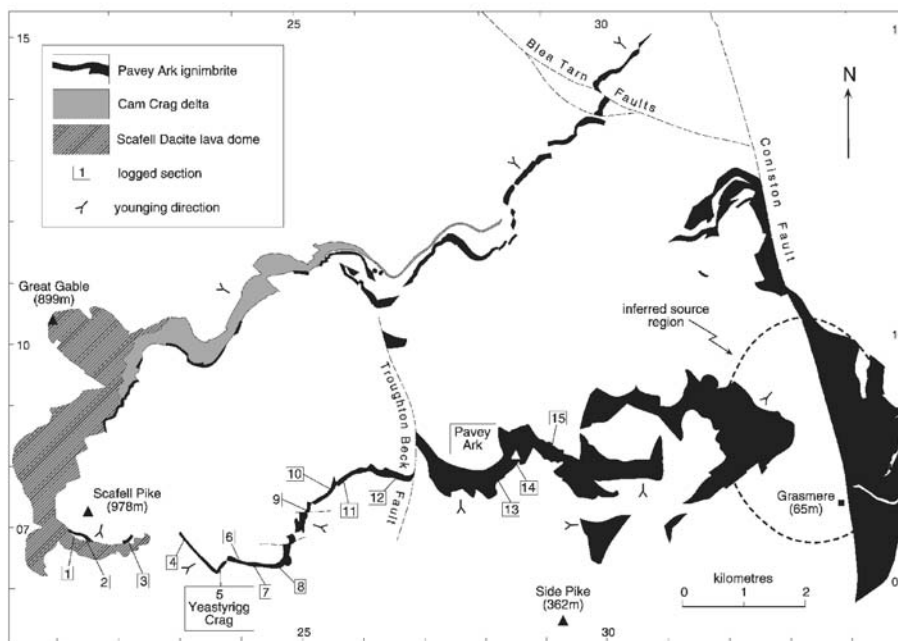 25
30
15
15
Pavey Ark ignimbrite
Cam Crag delta
Scafell Dacite lava dome
1
logged section
younging direction
Blea Tarn
Faults
N
Coniston Fault
Great Gable
(899m)
inferred source
region
10
Troughton Beck
Fault
Pavey
Ark
15
14
13
12
11
10
9
Scafell Pike
(978m)
Grasmere
(65m)
07
1
2
3
4
5
6
7
8
Yeastyrigg
Crag
Side Pike
(362m)
kilometres
0
1
2
25
30